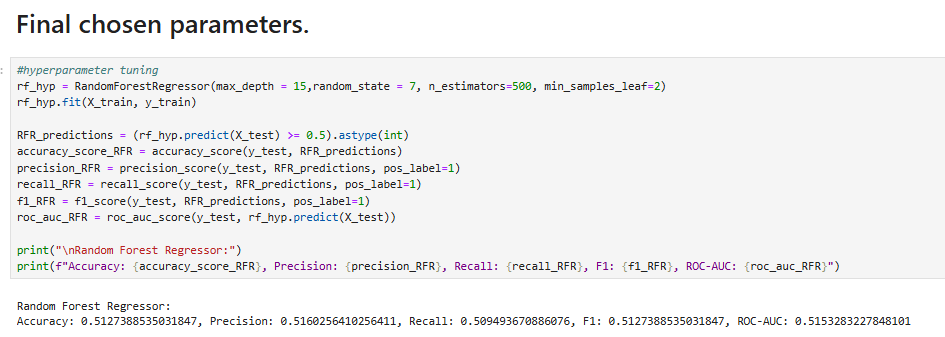 Final chosen parameters.
:
#hyperparameter tuning
rf_hyp = RandomForestRegressor(max_depth = 15,random_state = 7, n_estimators=500, min_samples_leaf=2)
rf_hyp.fit(X_train, y_train)
RFR_predictions = (rf_hyp.predict(X_test) >= 0.5).astype(int)
accuracy_score_RFR = accuracy_score(y_test, RFR_predictions)
precision_RFR = precision_score(y_test, RFR_predictions, pos_label=1)
recall_RFR = recall_score(y_test, RFR_predictions, pos_label=1)
f1_RFR = f1_score(y_test, RFR_predictions, pos_label=1)
roc_auc_RFR = roc_auc_score(y_test, rf_hyp.predict(X_test))
print("\nRandom Forest Regressor:")
print(f"Accuracy: {accuracy_score_RFR}, Precision: {precision_RFR}, Recall: {recall_RFR}, F1: {f1_RFR}, ROC-AUC: {roc_auc_RFR}")
Random Forest Regressor:
Accuracy: 0.5127388535031847, Precision: 0.5160256410256411, Recall: 0.509493670886076, F1: 0.5127388535031847, ROC-AUC: 0.5153283227848101